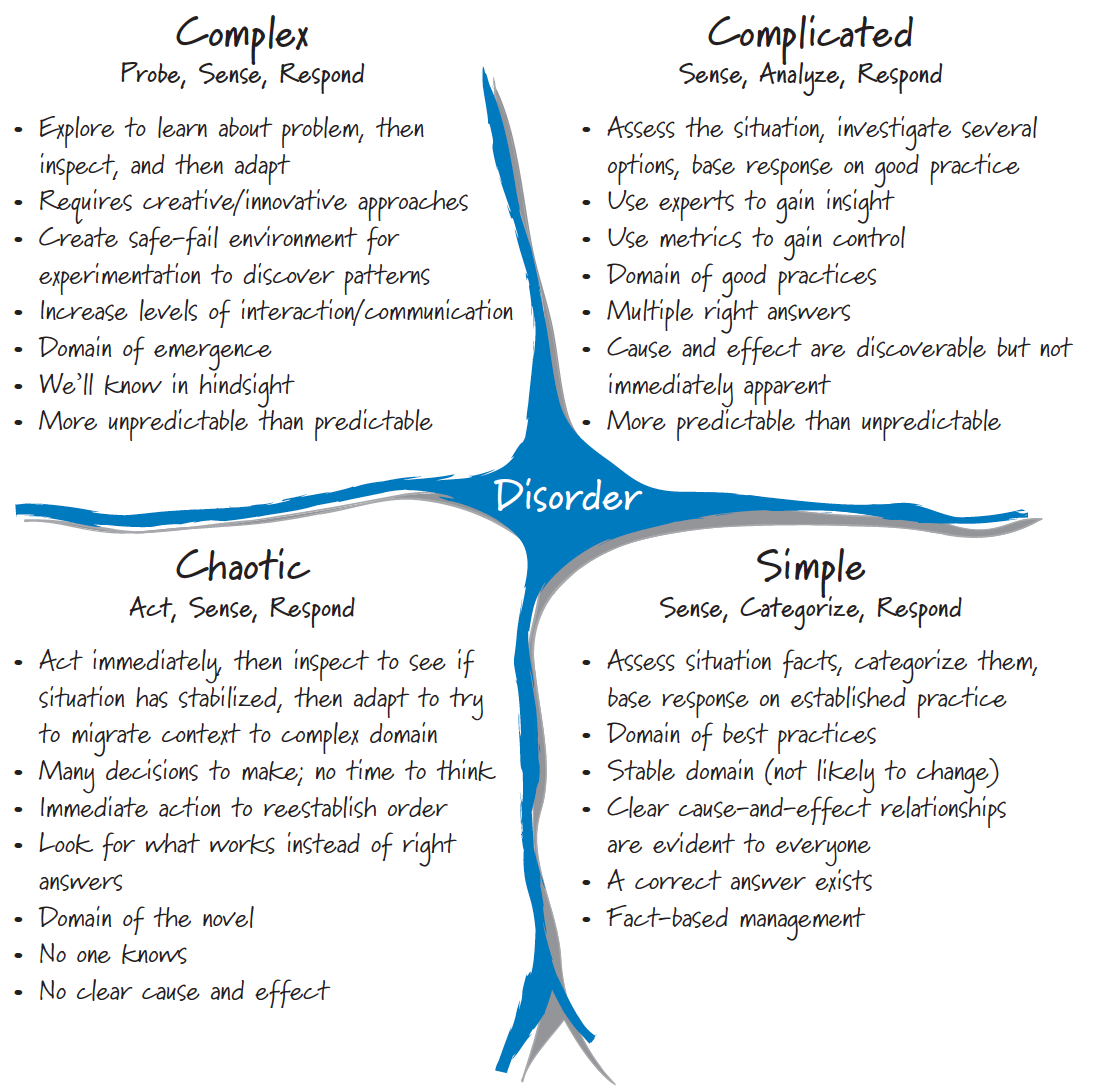 Complex
Probe, Sense, Respond
• Explore to learn about problem, then
inspect, and then adapt
• Requires creative/innovative approaches
• Create safe-fail environment for
experimentation to discover patterns
• Increase levels of interaction/communication
• Domain of emergence
• We'll know in hindsight
• More unpredictable than predictable
Complicated
Sense, Analyze, Respond
• Assess the situation, investigate several
options, base response on good practice
• Use experts to gain insight
• Use metrics to gain control
• Domain of good practices
• Multiple right answers
• Cause and effect are discoverable but not
immediately apparent
• More predictable than unpredictable
Disorder
Chaotic
Act, Sense, Respond
• Act immediately, then inspect to see if
situation has stabilized, then adapt to try
to migrate context to complex domain
• Many decisions to make; no time to think
• Immediate action to reestablish order
• Look for what works instead of right
answers
• Domain of the novel
• No one knows
• No clear cause and effect
Simple
Sense, Categorize, Respond
• Assess situation facts, categorize them,
base response on established practice
• Domain of best practices
• Stable domain (not likely to change)
• Clear cause-and-effect relationships
are evident to everyone
• A correct answer exists
• Fact-based management